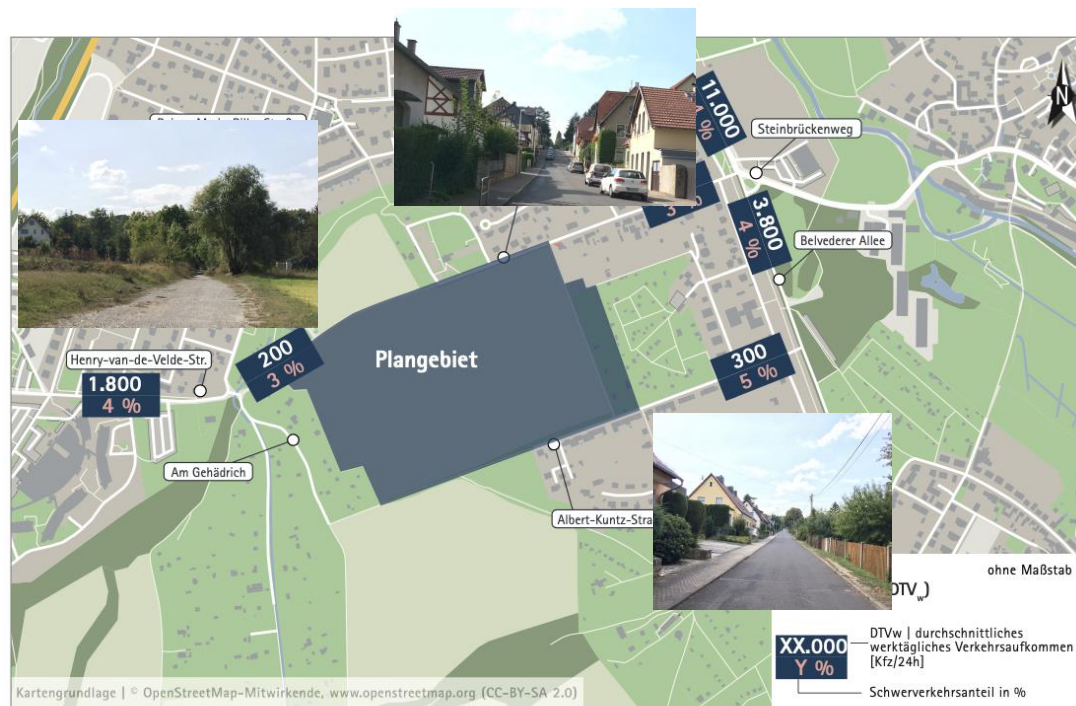 11.000
4 %
Steinbrückenweg
N
3 %
3.800
4 %
Belvederer Allee
Henry-van-de-Velde-Str.
1.800
4 %
200
3 %
Plangebiet
300
5 %
Am Gehädrich
Albert-Kuntz-Stra
ohne Maßstab
DTVw)
XX.000
Y %
DTVw | durchschnittliches
werktägliches Verkehrsaufkommen
[Kfz/24h]
Schwerverkehrsanteil in %
Kartengrundlage | © OpenStreetMap-Mitwirkende, www.openstreetmap.org (CC-BY-SA 2.0)